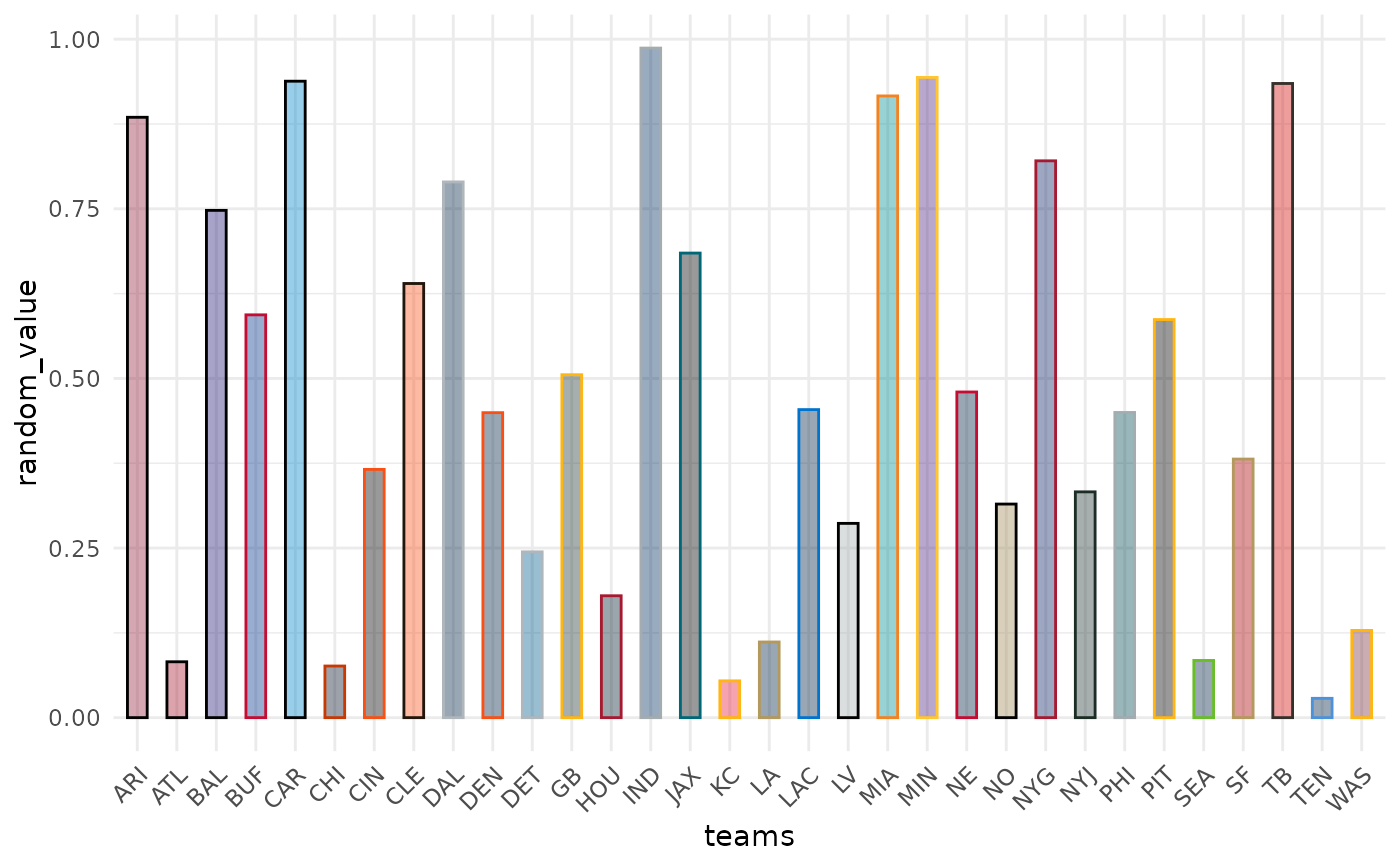 1.00
0.75
0.50
0.25
0.00
random_value
ARI ATL BAL BUF CAR CHI CIN CLE DAL DEN DET GB HOU IND JAX KC LA LAC LV MIA MIN NE NO NYG NYJ PHI PIT SEA SF TB TEN WAS
teams